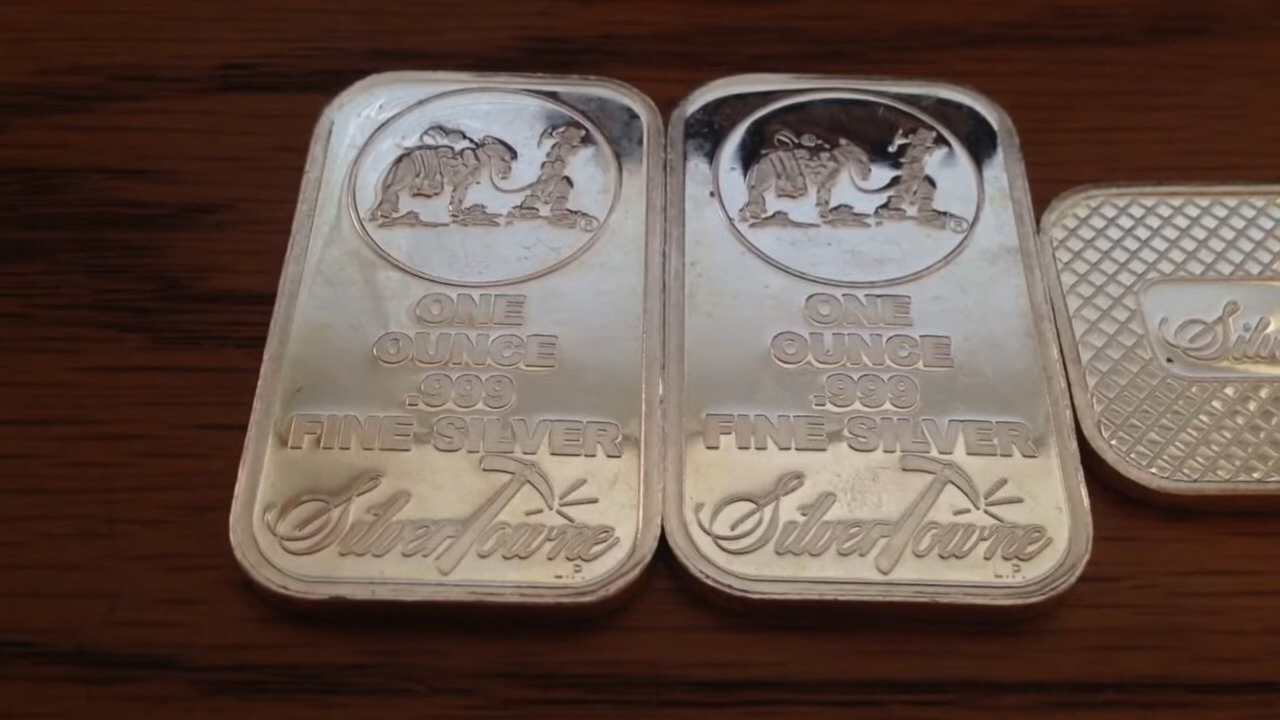 ®
ONE
OUNCE
.999
FINE SILVER
SilverTowne
L.P.
®
ONE
OUNCE
.999
FINE SILVER
SilverTowne
L.P.